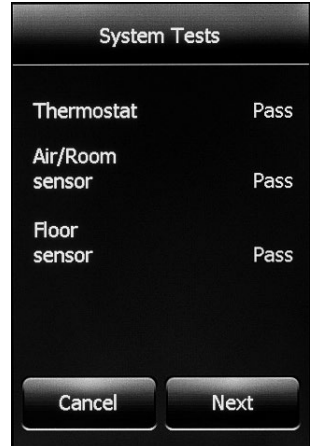 System Tests
Thermostat Pass
Air/Room
sensor Pass
Floor
sensor Pass
Cancel Next